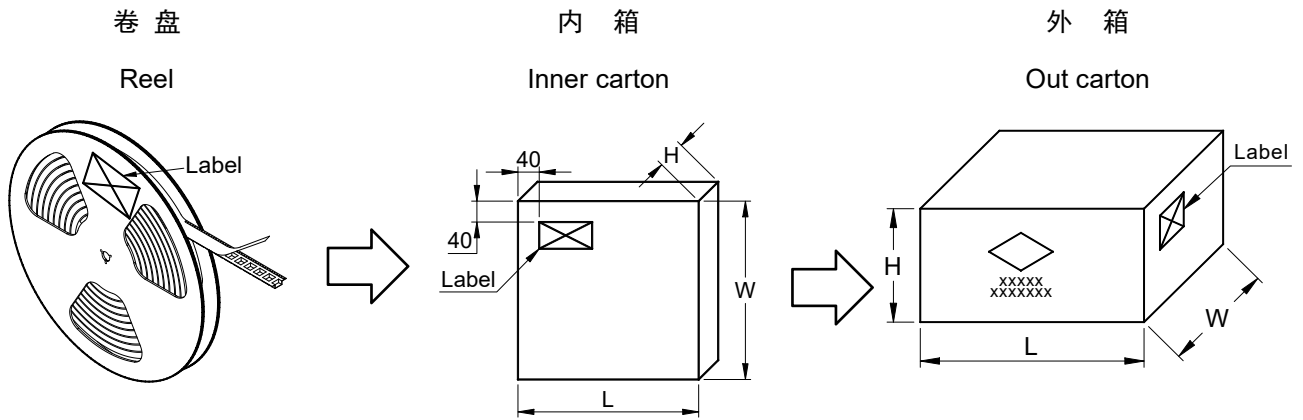 卷 盘
内 箱
外 箱
Reel
Inner carton
Out carton
Label
40
H
40
Label
W
L
Label
H
xxxxx
xxxxxxx
W
L